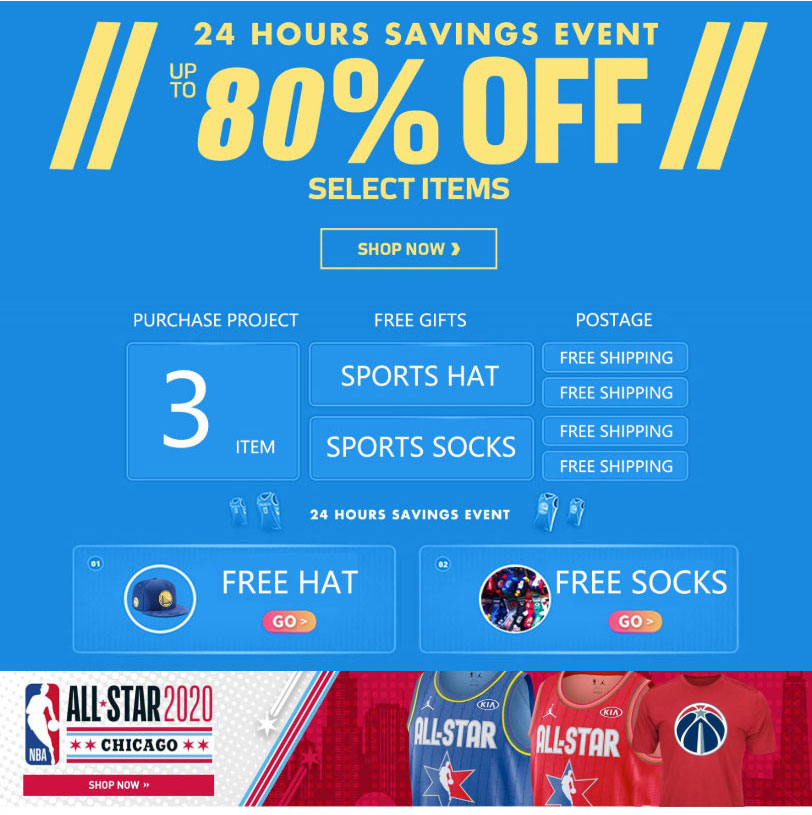 24 HOURS SAVINGS EVENT
UP TO 80% OFF
SELECT ITEMS
SHOP NOW ❯
PURCHASE PROJECT FREE GIFTS POSTAGE
3 ITEM
SPORTS HAT
FREE SHIPPING
FREE SHIPPING
SPORTS SOCKS
FREE SHIPPING
FREE SHIPPING
24 HOURS SAVINGS EVENT
01
FREE HAT
GO >
02
FREE SOCKS
GO >
NBA
ALL★STAR 2020
★★ CHICAGO ★★
SHOP NOW »
KIA
ALL-STAR
KIA
ALL-STAR